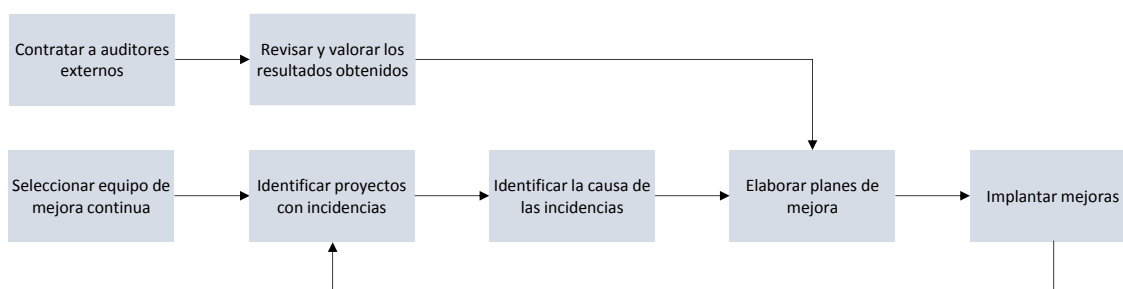 Contratar a auditores
externos
Revisar y valorar los
resultados obtenidos
Seleccionar equipo de
mejora continua
Identificar proyectos
con incidencias
Identificar la causa de
las incidencias
Elaborar planes de
mejora
Implantar mejoras